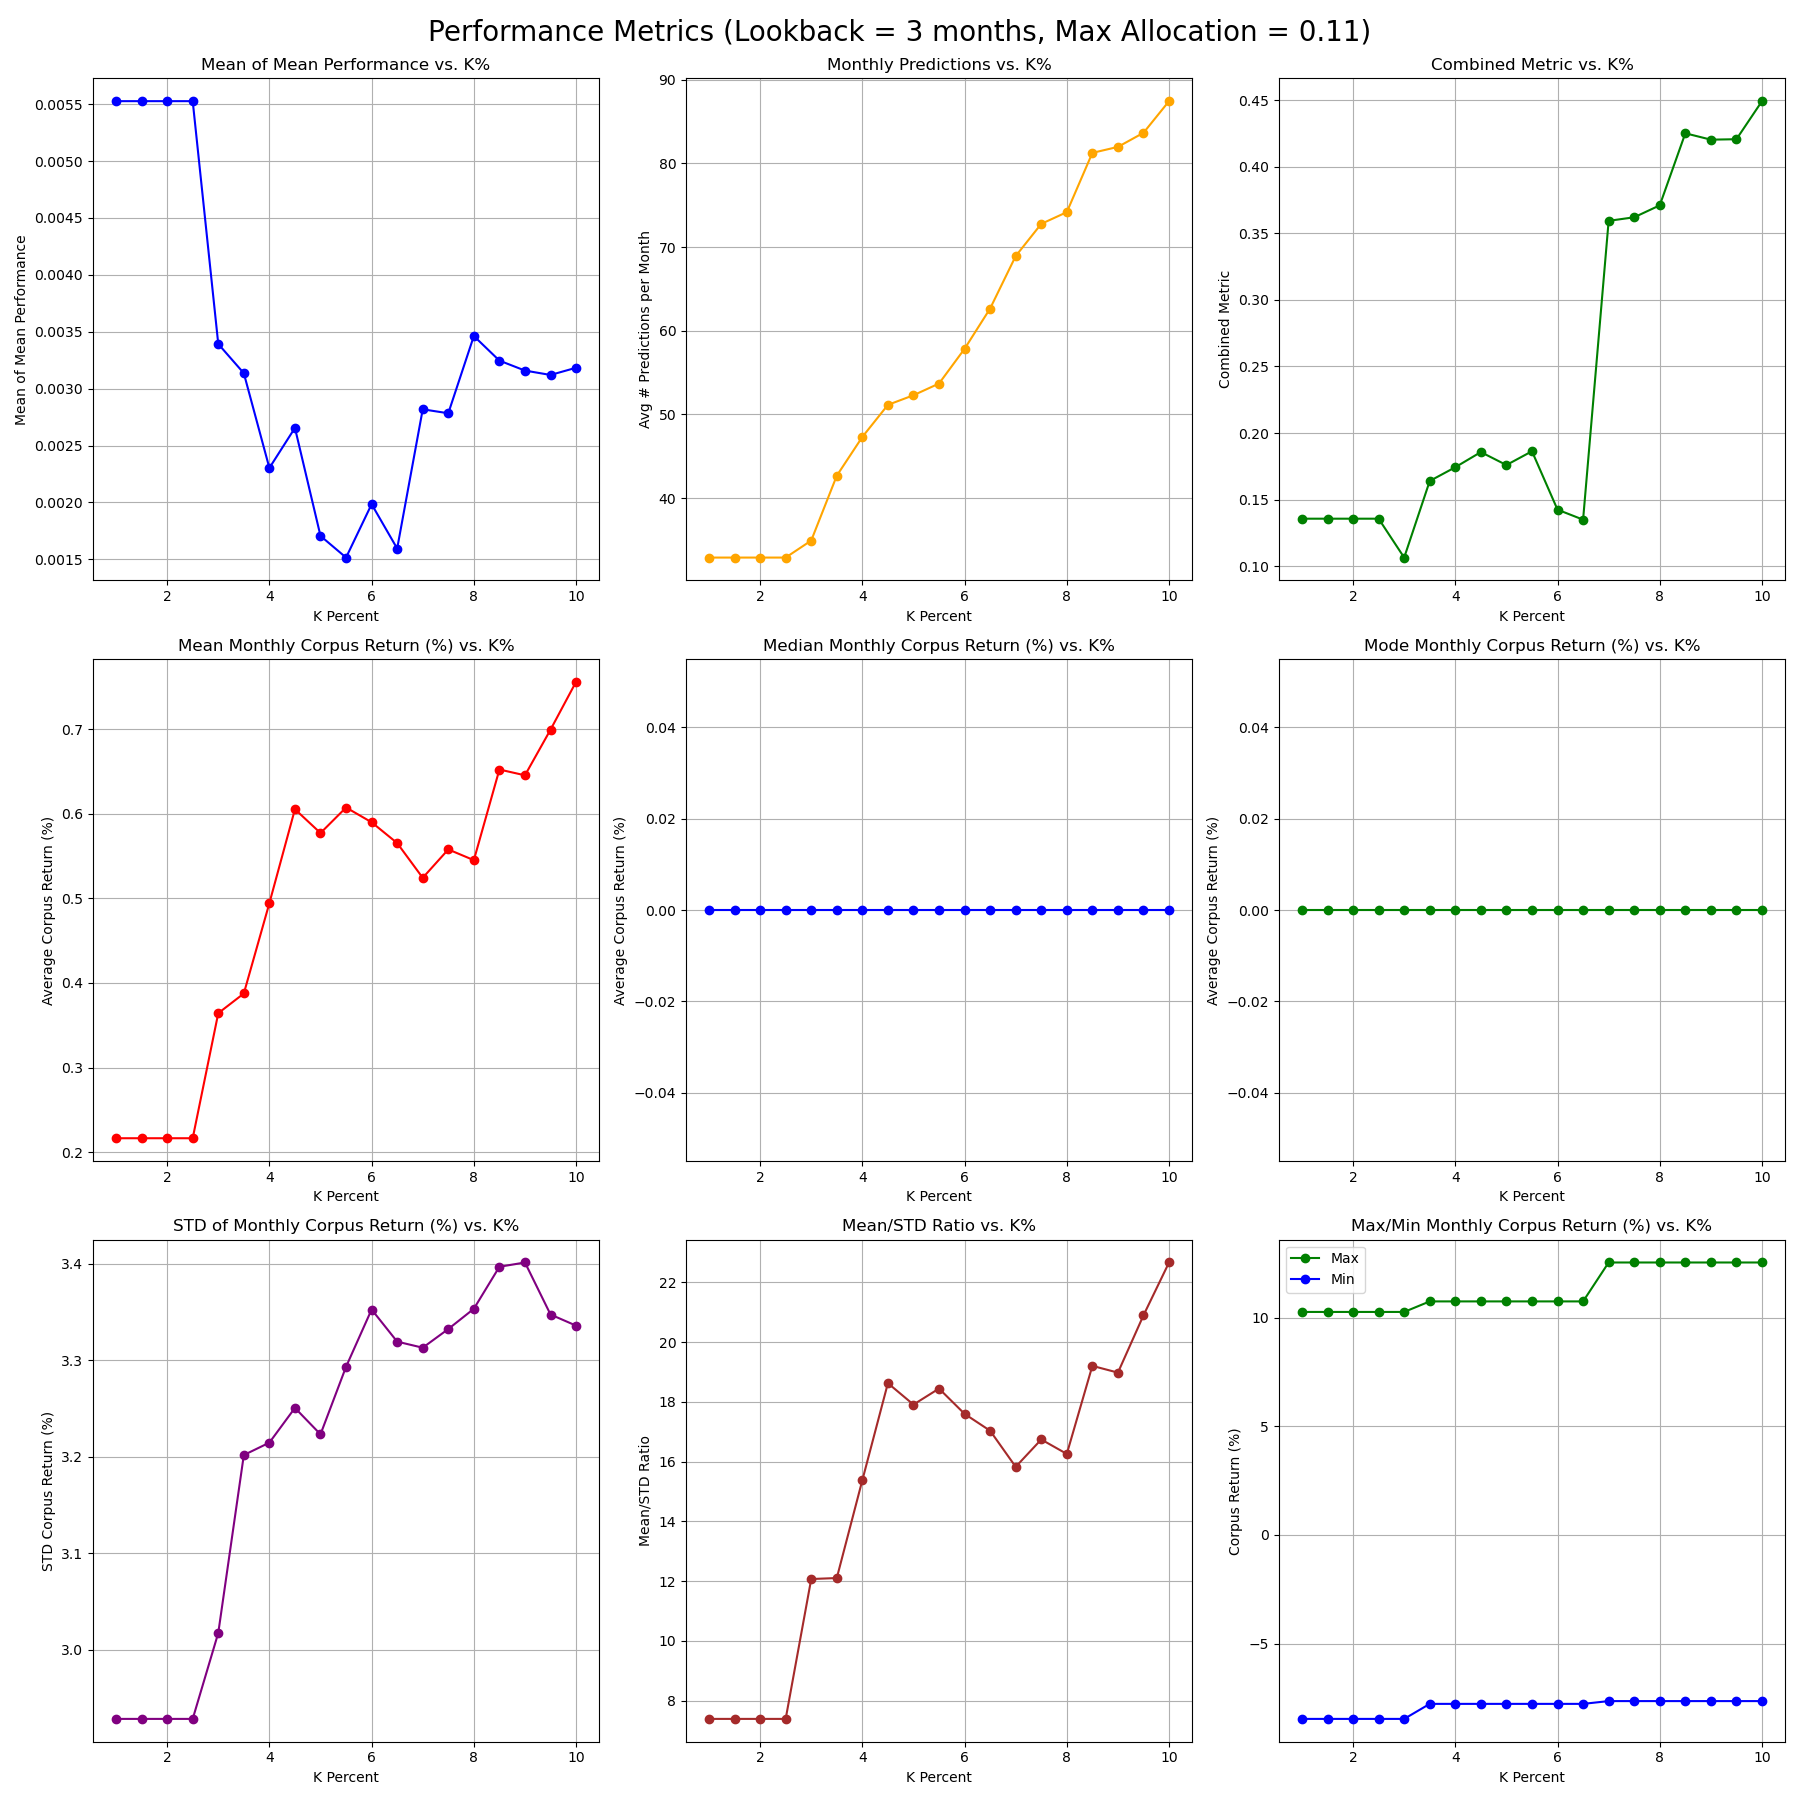 Performance Metrics (Lookback = 3 months, Max Allocation = 0.11)
Mean of Mean Performance vs. K%
Mean of Mean Performance
0.0055
0.0050
0.0045
0.0040
0.0035
0.0030
0.0025
0.0020
0.0015
2 4 6 8 10
K Percent
Monthly Predictions vs. K%
Avg # Predictions per Month
90
80
70
60
50
40
2 4 6 8 10
K Percent
Combined Metric vs. K%
Combined Metric
0.45
0.40
0.35
0.30
0.25
0.20
0.15
0.10
2 4 6 8 10
K Percent
Mean Monthly Corpus Return (%) vs. K%
Average Corpus Return (%)
0.7
0.6
0.5
0.4
0.3
0.2
2 4 6 8 10
K Percent
Median Monthly Corpus Return (%) vs. K%
Average Corpus Return (%)
0.04
0.02
0.00
−0.02
−0.04
2 4 6 8 10
K Percent
Mode Monthly Corpus Return (%) vs. K%
Average Corpus Return (%)
0.04
0.02
0.00
−0.02
−0.04
2 4 6 8 10
K Percent
STD of Monthly Corpus Return (%) vs. K%
STD Corpus Return (%)
3.4
3.3
3.2
3.1
3.0
2 4 6 8 10
K Percent
Mean/STD Ratio vs. K%
Mean/STD Ratio
22
20
18
16
14
12
10
8
2 4 6 8 10
K Percent
Max/Min Monthly Corpus Return (%) vs. K%
Max
Min
Corpus Return (%)
10
5
0
−5
2 4 6 8 10
K Percent